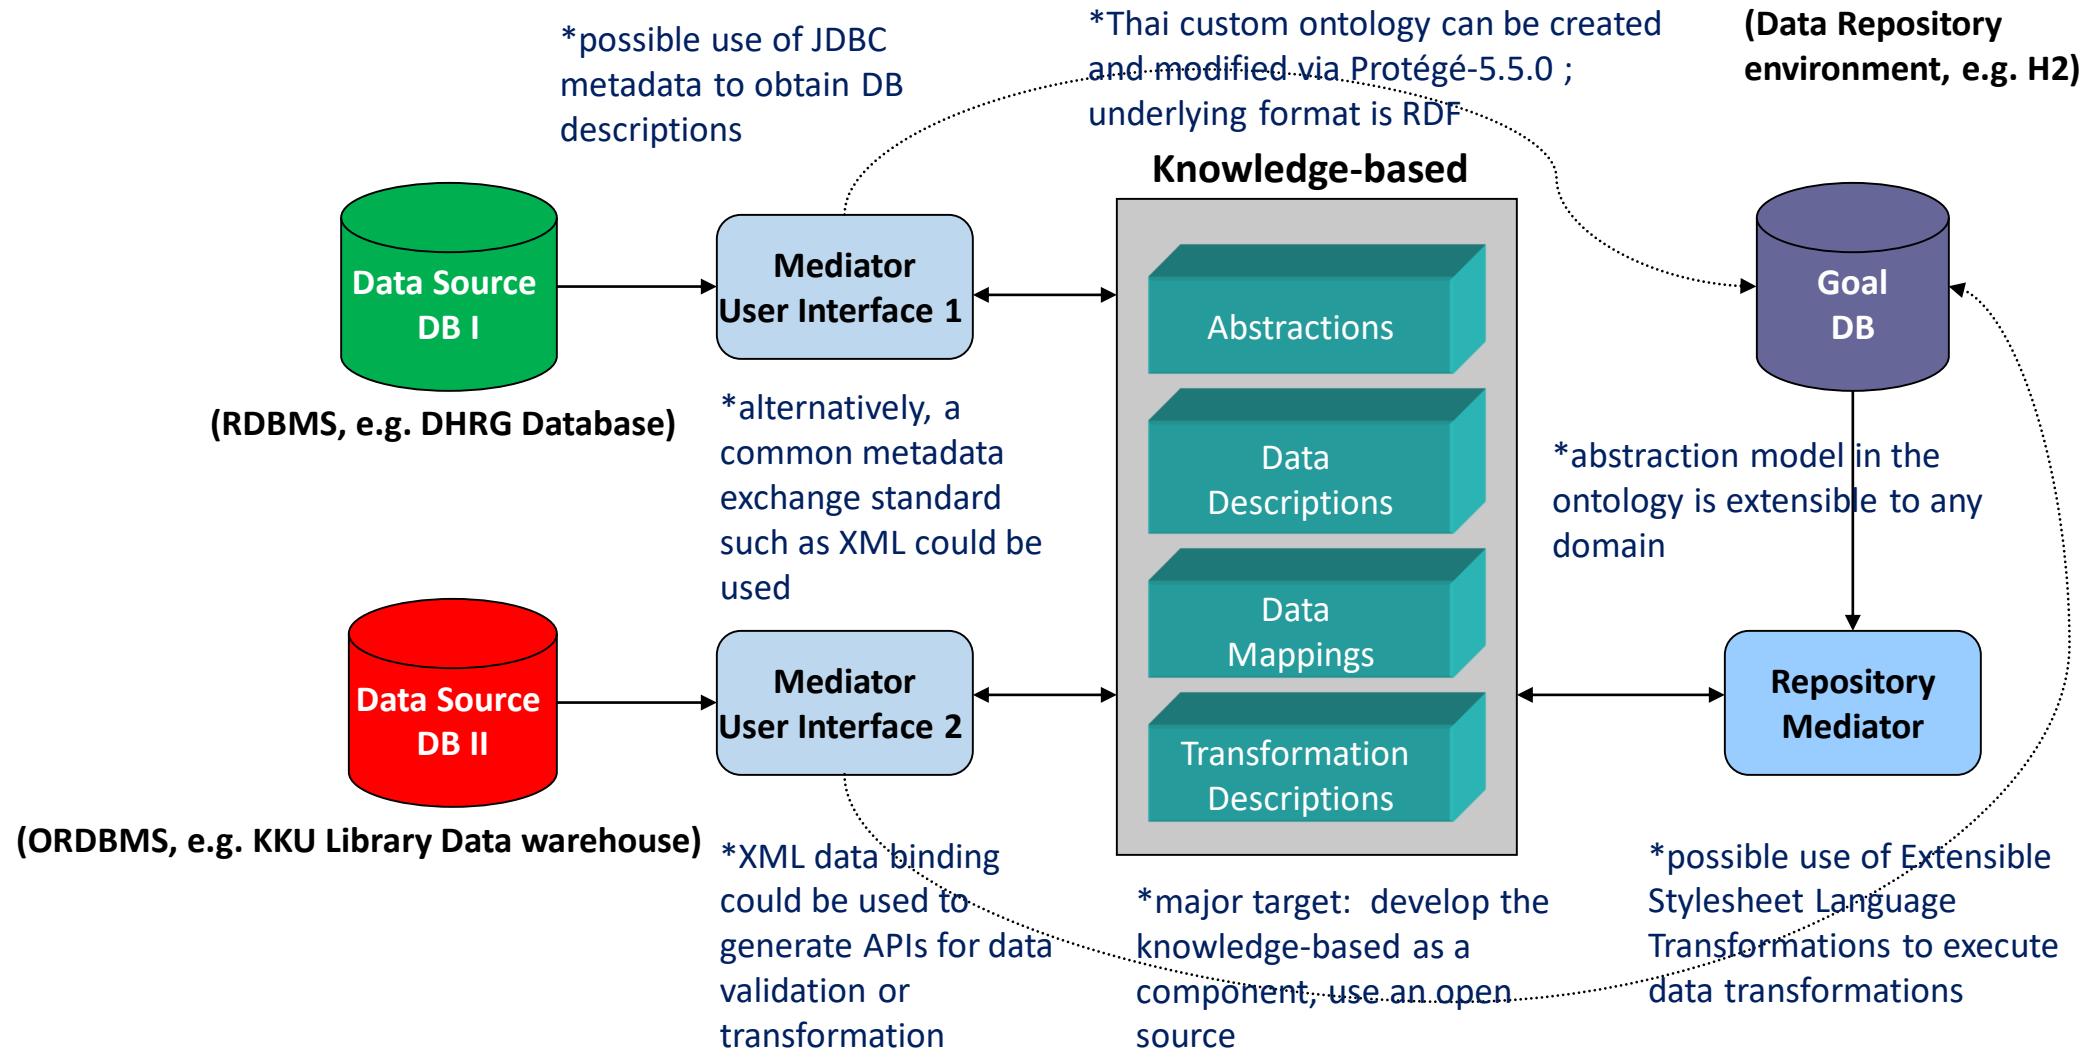 *possible use of JDBC
metadata to obtain DB
descriptions
*Thai custom ontology can be created
and modified via Protégé-5.5.0 ;
underlying format is RDF
(Data Repository
environment, e.g. H2)
Knowledge-based
Data Source
DB I
Mediator
User Interface 1
Abstractions
Goal
DB
(RDBMS, e.g. DHRG Database)
*alternatively, a
common metadata
exchange standard
such as XML could be
used
Data
Descriptions
*abstraction model in the
ontology is extensible to any
domain
Data
Mappings
Data Source
DB II
Mediator
User Interface 2
Transformation
Descriptions
Repository
Mediator
(ORDBMS, e.g. KKU Library Data warehouse)
*XML data binding
could be used to
generate APIs for data
validation or
transformation
*major target:  develop the
knowledge-based as a
component, use an open
source
*possible use of Extensible
Stylesheet Language
Transformations to execute
data transformations